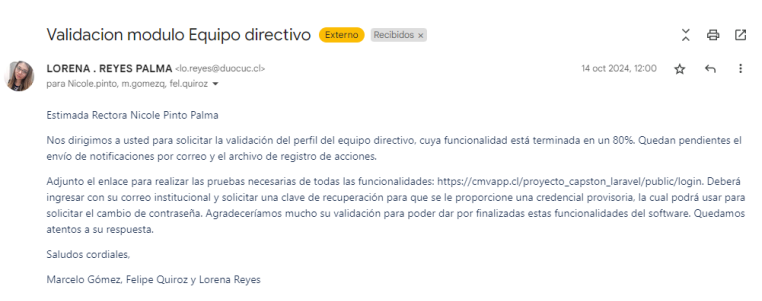 Validacion modulo Equipo directivo Externo Recibidos ×
LORENA . REYES PALMA <lo.reyes@duocuc.cl> 14 oct 2024, 12:00
para Nicole.pinto, m.gomezq, fel.quiroz
Estimada Rectora Nicole Pinto Palma
Nos dirigimos a usted para solicitar la validación del perfil del equipo directivo, cuya funcionalidad está terminada en un 80%. Quedan pendientes el
envío de notificaciones por correo y el archivo de registro de acciones.
Adjunto el enlace para realizar las pruebas necesarias de todas las funcionalidades: https://cmvapp.cl/proyecto_capston_laravel/public/login. Deberá
ingresar con su correo institucional y solicitar una clave de recuperación para que se le proporcione una credencial provisoria, la cual podrá usar para
solicitar el cambio de contraseña. Agradeceríamos mucho su validación para poder dar por finalizadas estas funcionalidades del software. Quedamos
atentos a su respuesta.
Saludos cordiales,
Marcelo Gómez, Felipe Quiroz y Lorena Reyes